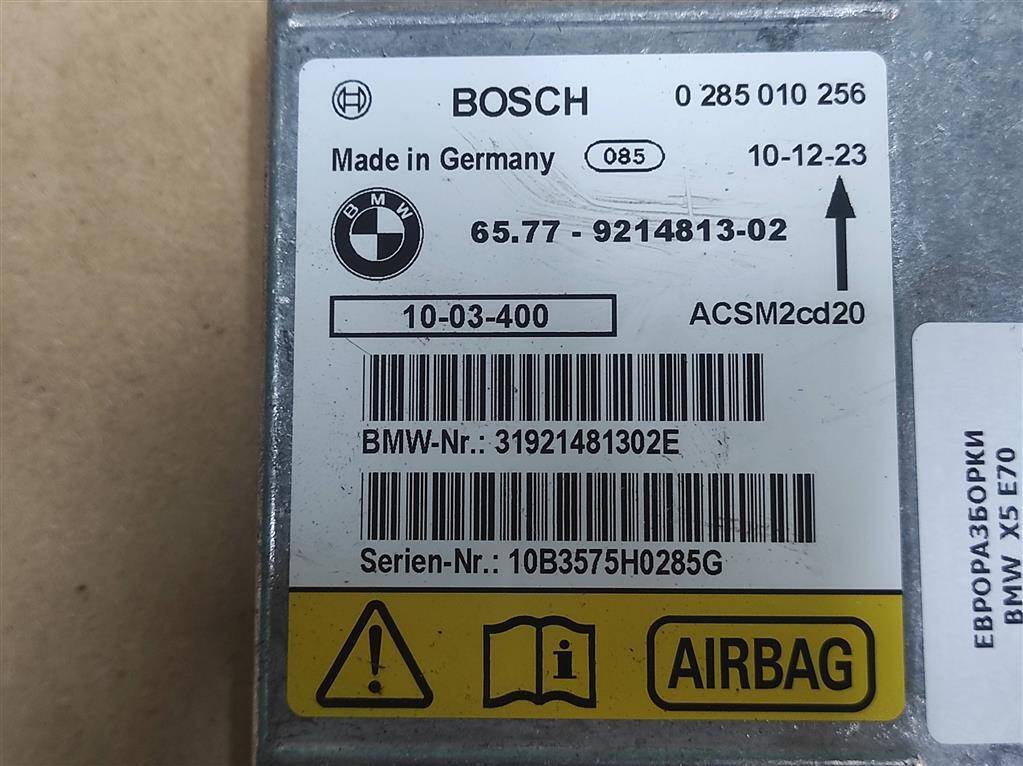 BOSCH 0 285 010 256
Made in Germany 085 10-12-23
BMW 65.77 - 9214813-02
10-03-400 ACSM2cd20
BMW-Nr.: 31921481302E
Serien-Nr.: 10B3575H0285G
! i AIRBAG
ЕВРОРАЗБОРКИ
BMW X5 E70